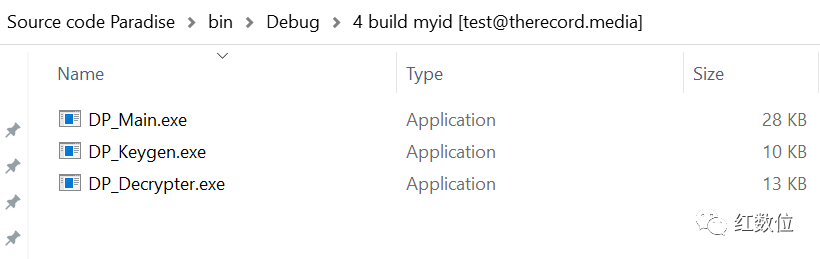 Source code Paradise > bin > Debug > 4 build myid [test@therecord.media]
Name Type Size
DP_Main.exe Application 28 KB
DP_Keygen.exe Application 10 KB
DP_Decrypter.exe Application 13 KB
红数位